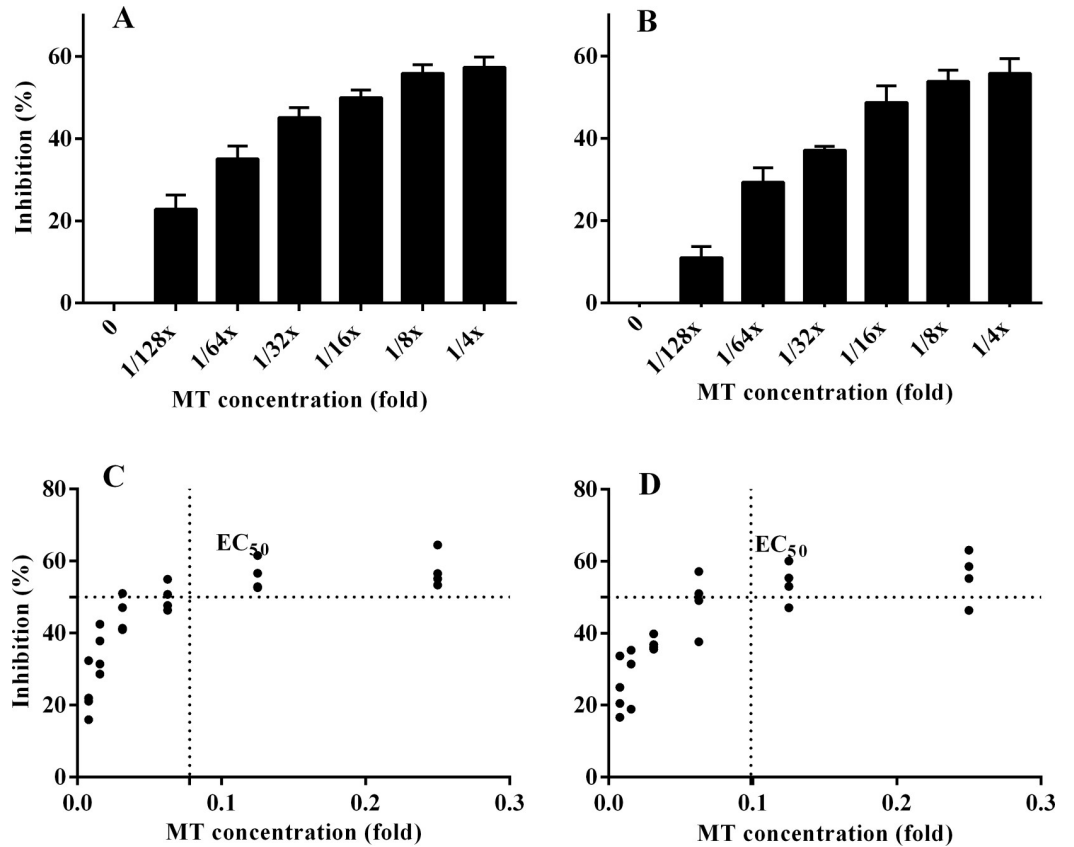 A
Inhibition (%)
60
40
20
0
0
1/128x
1/64x
1/32x
1/16x
1/8x
1/4x
MT concentration (fold)
B
60
40
20
0
0
1/128x
1/64x
1/32x
1/16x
1/8x
1/4x
MT concentration (fold)
C
Inhibition (%)
80
60
40
20
0
EC50
0.0
0.1
0.2
0.3
MT concentration (fold)
D
80
60
40
20
0
EC50
0.0
0.1
0.2
0.3
MT concentration (fold)